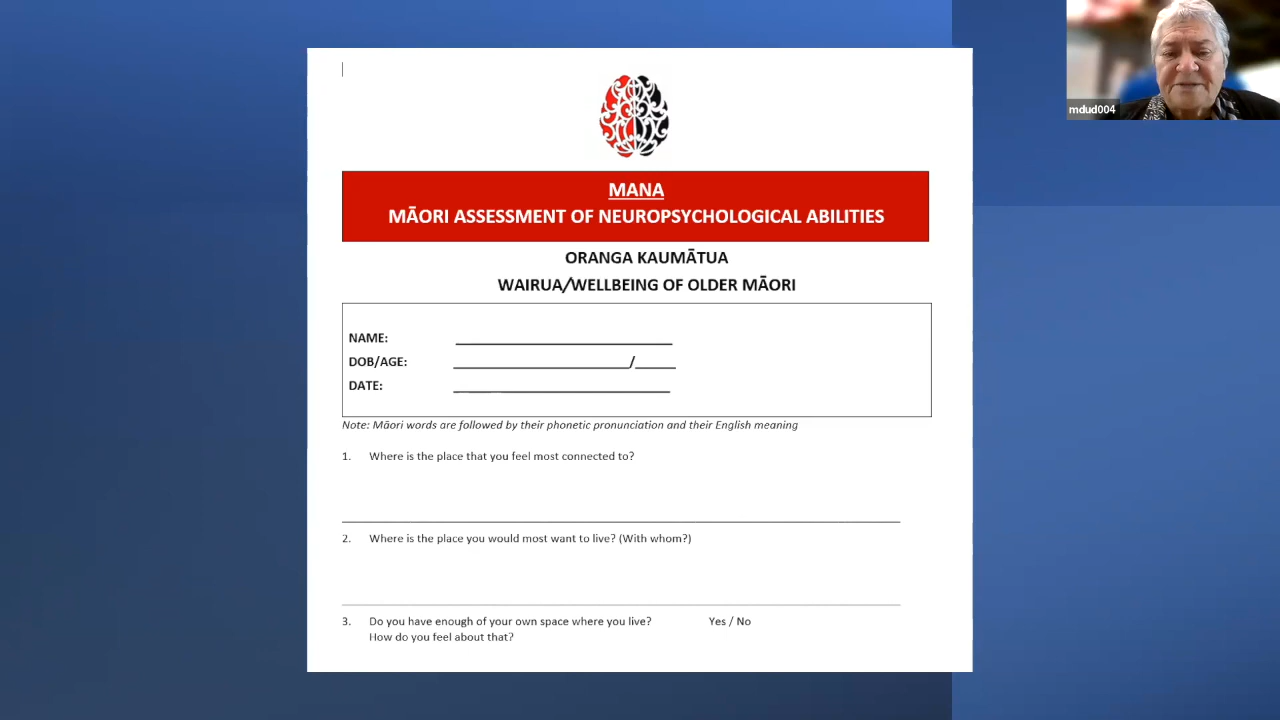 mdud004
MANA
MĀORI ASSESSMENT OF NEUROPSYCHOLOGICAL ABILITIES
ORANGA KAUMĀTUA
WAIRUA/WELLBEING OF OLDER MĀORI
NAME:
DOB/AGE: /
DATE:
Note: Māori words are followed by their phonetic pronunciation and their English meaning
1. Where is the place that you feel most connected to?
2. Where is the place you would most want to live? (With whom?)
3. Do you have enough of your own space where you live? Yes / No
How do you feel about that?